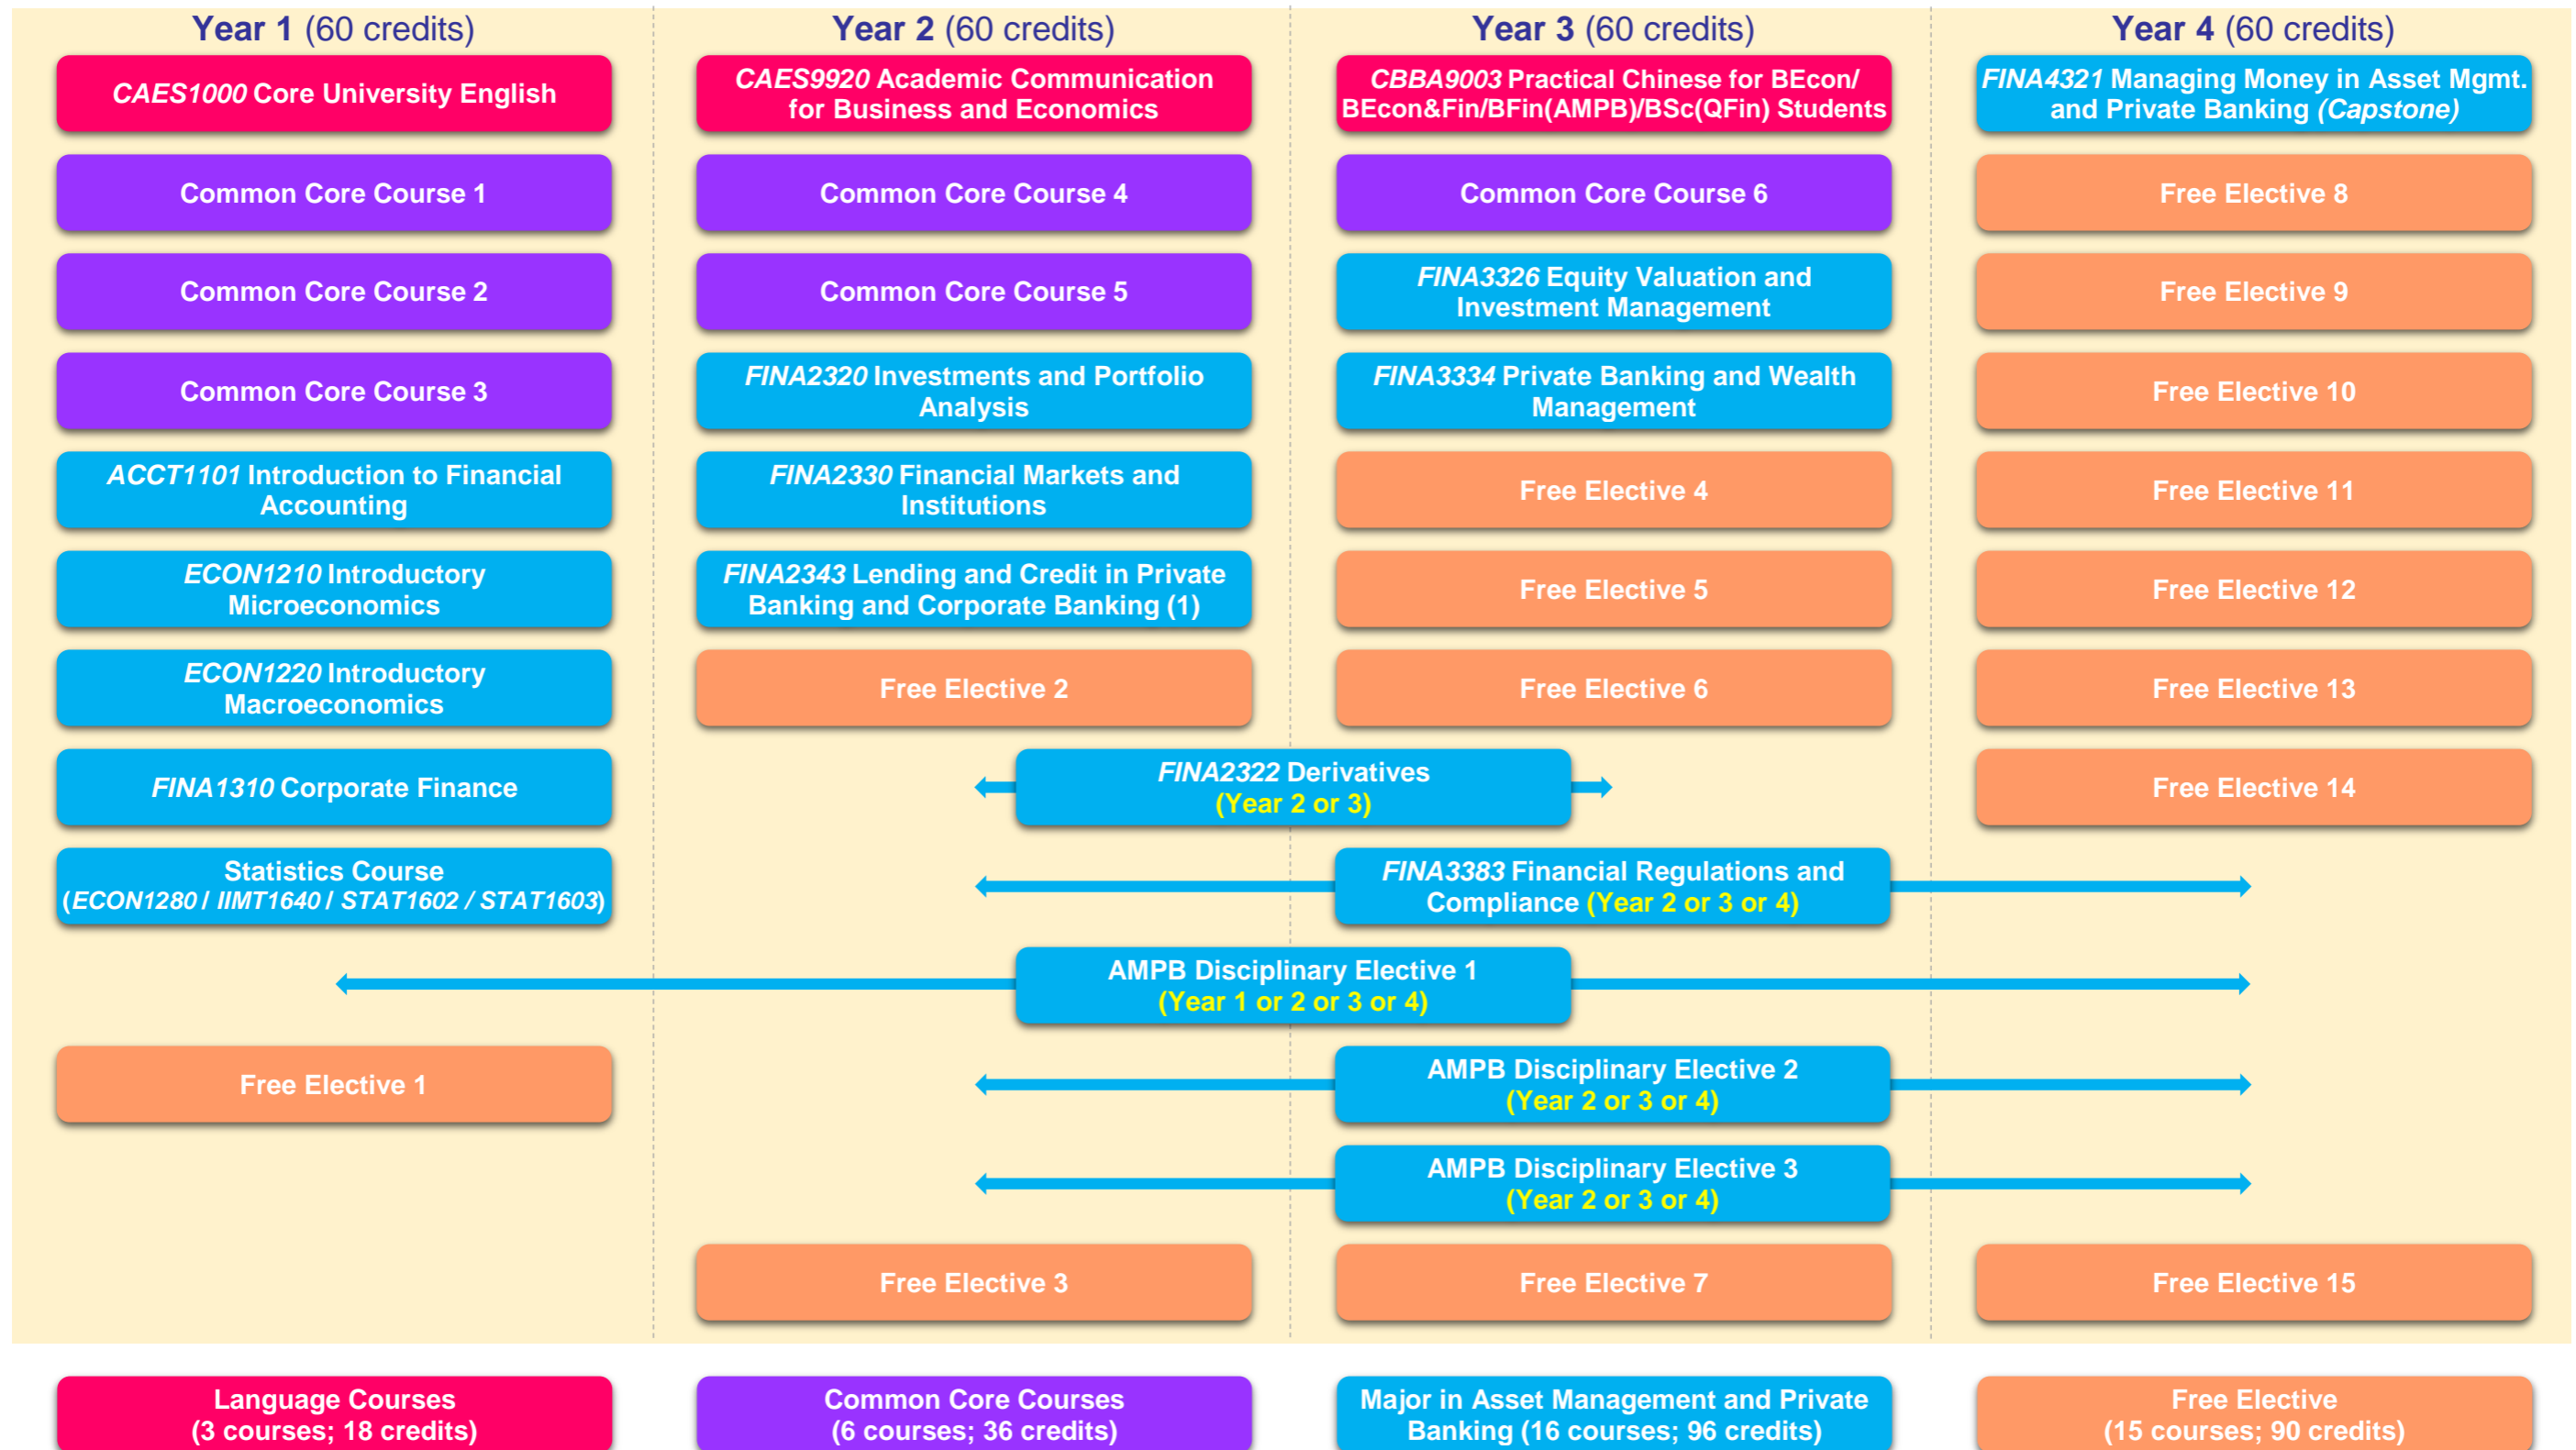 Year 1 (60 credits)
CAES1000 Core University English
Common Core Course 1
Common Core Course 2
Common Core Course 3
ACCT1101 Introduction to Financial
Accounting
ECON1210 Introductory
Microeconomics
ECON1220 Introductory
Macroeconomics
FINA1310 Corporate Finance
Statistics Course
(ECON1280 / IIMT1640 / STAT1602 / STAT1603)
Free Elective 1
Year 2 (60 credits)
CAES9920 Academic Communication
for Business and Economics
Common Core Course 4
Common Core Course 5
FINA2320 Investments and Portfolio
Analysis
FINA2330 Financial Markets and
Institutions
FINA2343 Lending and Credit in Private
Banking and Corporate Banking (1)
Free Elective 2
Free Elective 3
Year 3 (60 credits)
CBBA9003 Practical Chinese for BEcon/
BEcon&Fin/BFin(AMPB)/BSc(QFin) Students
Common Core Course 6
FINA3326 Equity Valuation and
Investment Management
FINA3334 Private Banking and Wealth
Management
Free Elective 4
Free Elective 5
Free Elective 6
FINA2322 Derivatives
(Year 2 or 3)
FINA3383 Financial Regulations and
Compliance (Year 2 or 3 or 4)
AMPB Disciplinary Elective 1
(Year 1 or 2 or 3 or 4)
AMPB Disciplinary Elective 2
(Year 2 or 3 or 4)
AMPB Disciplinary Elective 3
(Year 2 or 3 or 4)
Free Elective 7
Year 4 (60 credits)
FINA4321 Managing Money in Asset Mgmt.
and Private Banking (Capstone)
Free Elective 8
Free Elective 9
Free Elective 10
Free Elective 11
Free Elective 12
Free Elective 13
Free Elective 14
Free Elective 15
Language Courses
(3 courses; 18 credits)
Common Core Courses
(6 courses; 36 credits)
Major in Asset Management and Private
Banking (16 courses; 96 credits)
Free Elective
(15 courses; 90 credits)